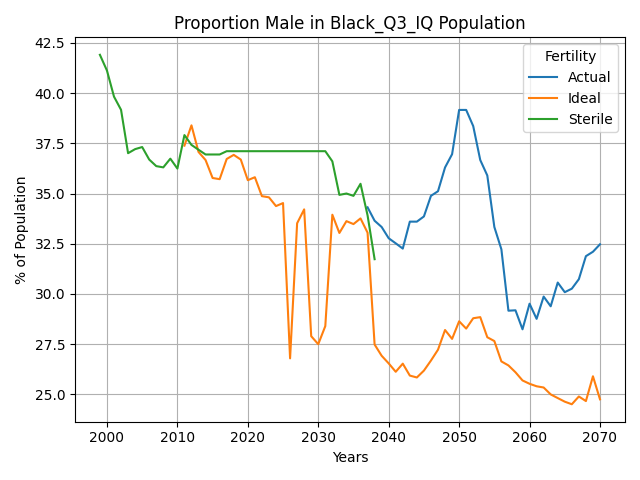 Proportion Male in Black_Q3_IQ Population
42.5
40.0
37.5
35.0
32.5
30.0
27.5
25.0
% of Population
Fertility
Actual
Ideal
Sterile
2000
2010
2020
2030
2040
2050
2060
2070
Years